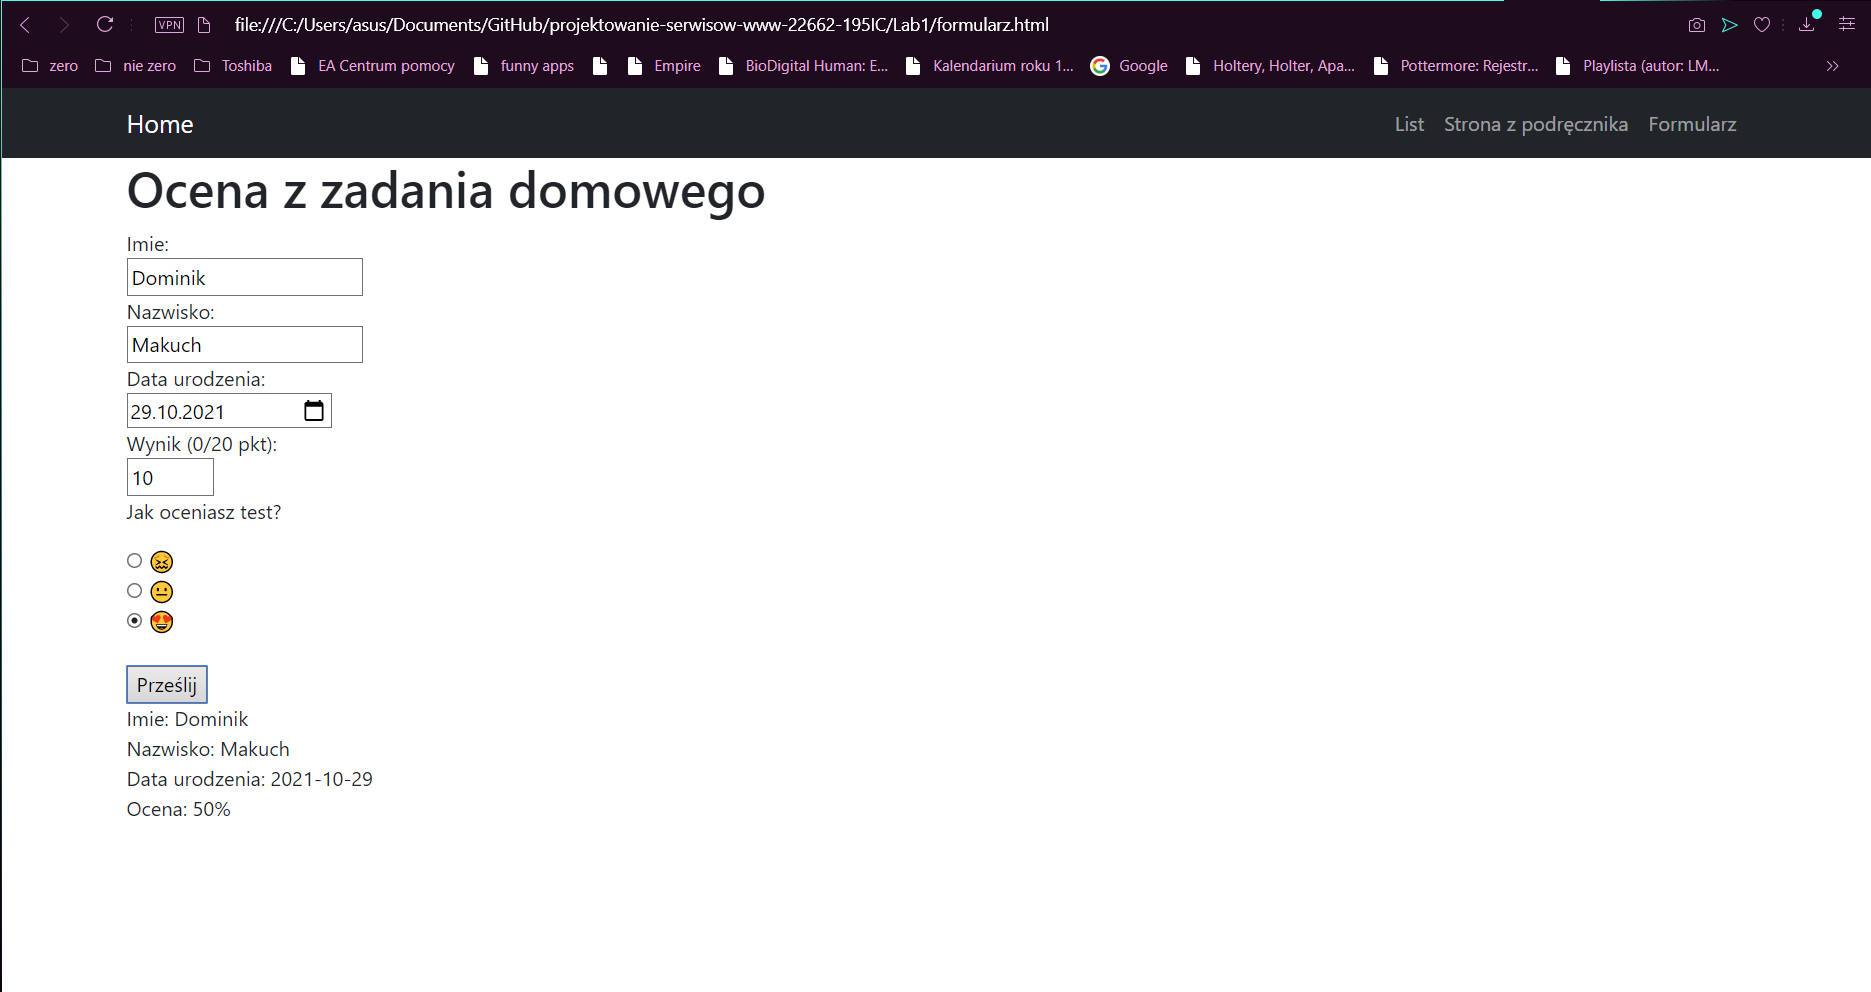 VPN file:///C:/Users/asus/Documents/GitHub/projektowanie-serwisow-www-22662-195IC/Lab1/formularz.html
zero nie zero Toshiba EA Centrum pomocy funny apps Empire BioDigital Human: E... Kalendarium roku 1... Google Holtery, Holter, Apa... Pottermore: Rejestr... Playlista (autor: LM...
Home List Strona z podręcznika Formularz
Ocena z zadania domowego
Imie:
Dominik
Nazwisko:
Makuch
Data urodzenia:
29.10.2021
Wynik (0/20 pkt):
10
Jak oceniasz test?
Prześlij
Imie: Dominik
Nazwisko: Makuch
Data urodzenia: 2021-10-29
Ocena: 50%